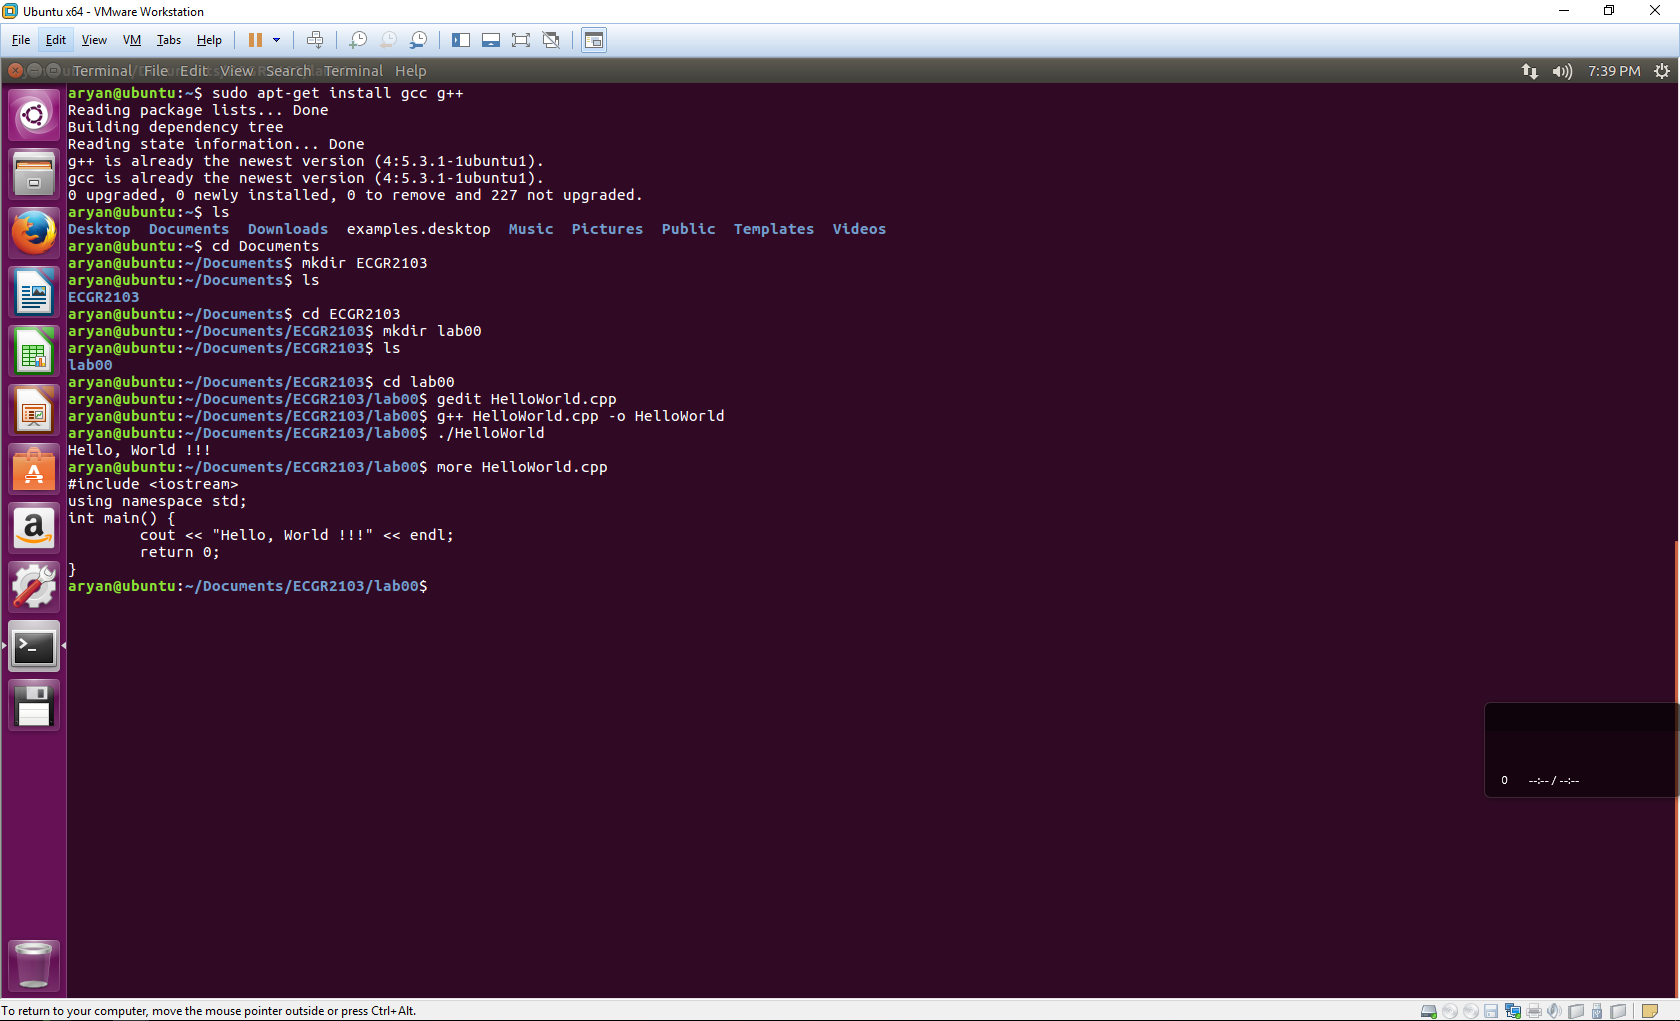 Ubuntu x64 - VMware Workstation
File Edit View VM Tabs Help
Terminal File Edit View Search Terminal Help 7:39 PM
aryan@ubuntu:~$ sudo apt-get install gcc g++
Reading package lists... Done
Building dependency tree
Reading state information... Done
g++ is already the newest version (4:5.3.1-1ubuntu1).
gcc is already the newest version (4:5.3.1-1ubuntu1).
0 upgraded, 0 newly installed, 0 to remove and 227 not upgraded.
aryan@ubuntu:~$ ls
Desktop Documents Downloads examples.desktop Music Pictures Public Templates Videos
aryan@ubuntu:~$ cd Documents
aryan@ubuntu:~/Documents$ mkdir ECGR2103
aryan@ubuntu:~/Documents$ ls
ECGR2103
aryan@ubuntu:~/Documents$ cd ECGR2103
aryan@ubuntu:~/Documents/ECGR2103$ mkdir lab00
aryan@ubuntu:~/Documents/ECGR2103$ ls
lab00
aryan@ubuntu:~/Documents/ECGR2103$ cd lab00
aryan@ubuntu:~/Documents/ECGR2103/lab00$ gedit HelloWorld.cpp
aryan@ubuntu:~/Documents/ECGR2103/lab00$ g++ HelloWorld.cpp -o HelloWorld
aryan@ubuntu:~/Documents/ECGR2103/lab00$ ./HelloWorld
Hello, World !!!
aryan@ubuntu:~/Documents/ECGR2103/lab00$ more HelloWorld.cpp
#include <iostream>
using namespace std;
int main() {
        cout << "Hello, World !!!" << endl;
        return 0;
}
aryan@ubuntu:~/Documents/ECGR2103/lab00$
0 --:-- / --:--
To return to your computer, move the mouse pointer outside or press Ctrl+Alt.